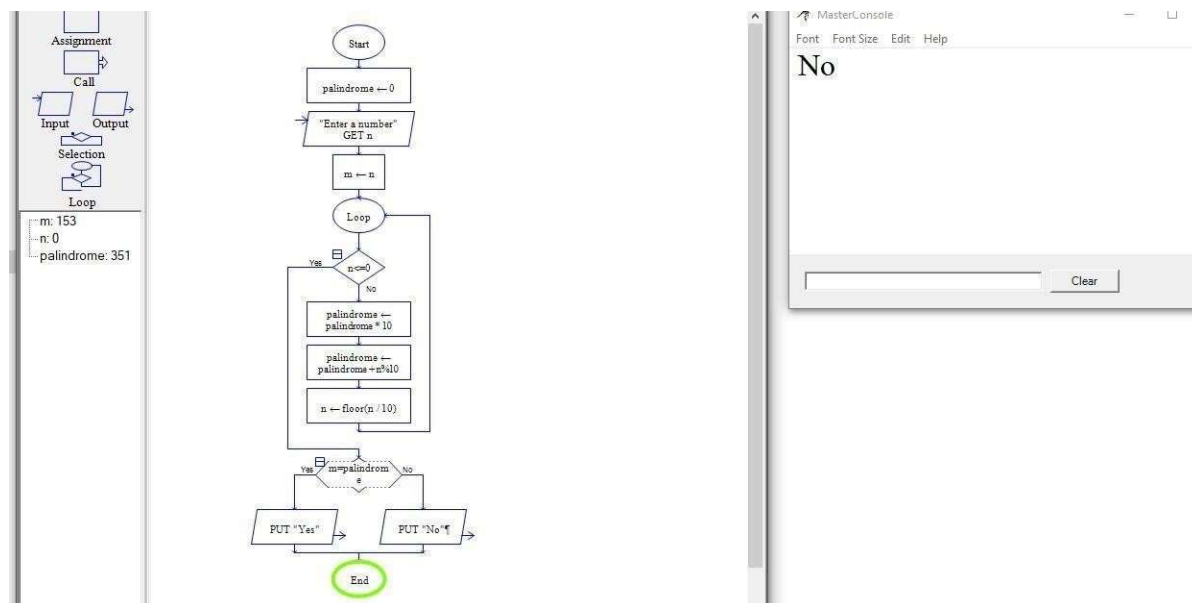 Assignment
Call
Input Output
Selection
Loop
m: 153
n: 0
palindrome: 351
Start
palindrome ← 0
"Enter a number"
GET n
m ← n
Loop
Yes
n<=0
No
palindrome ←
palindrome * 10
palindrome ←
palindrome+n%10
n ← floor(n / 10)
Yes m=palindrom No
e
PUT "Yes" PUT "No"¶
End
MasterConsole
Font Font Size Edit Help
No
Clear